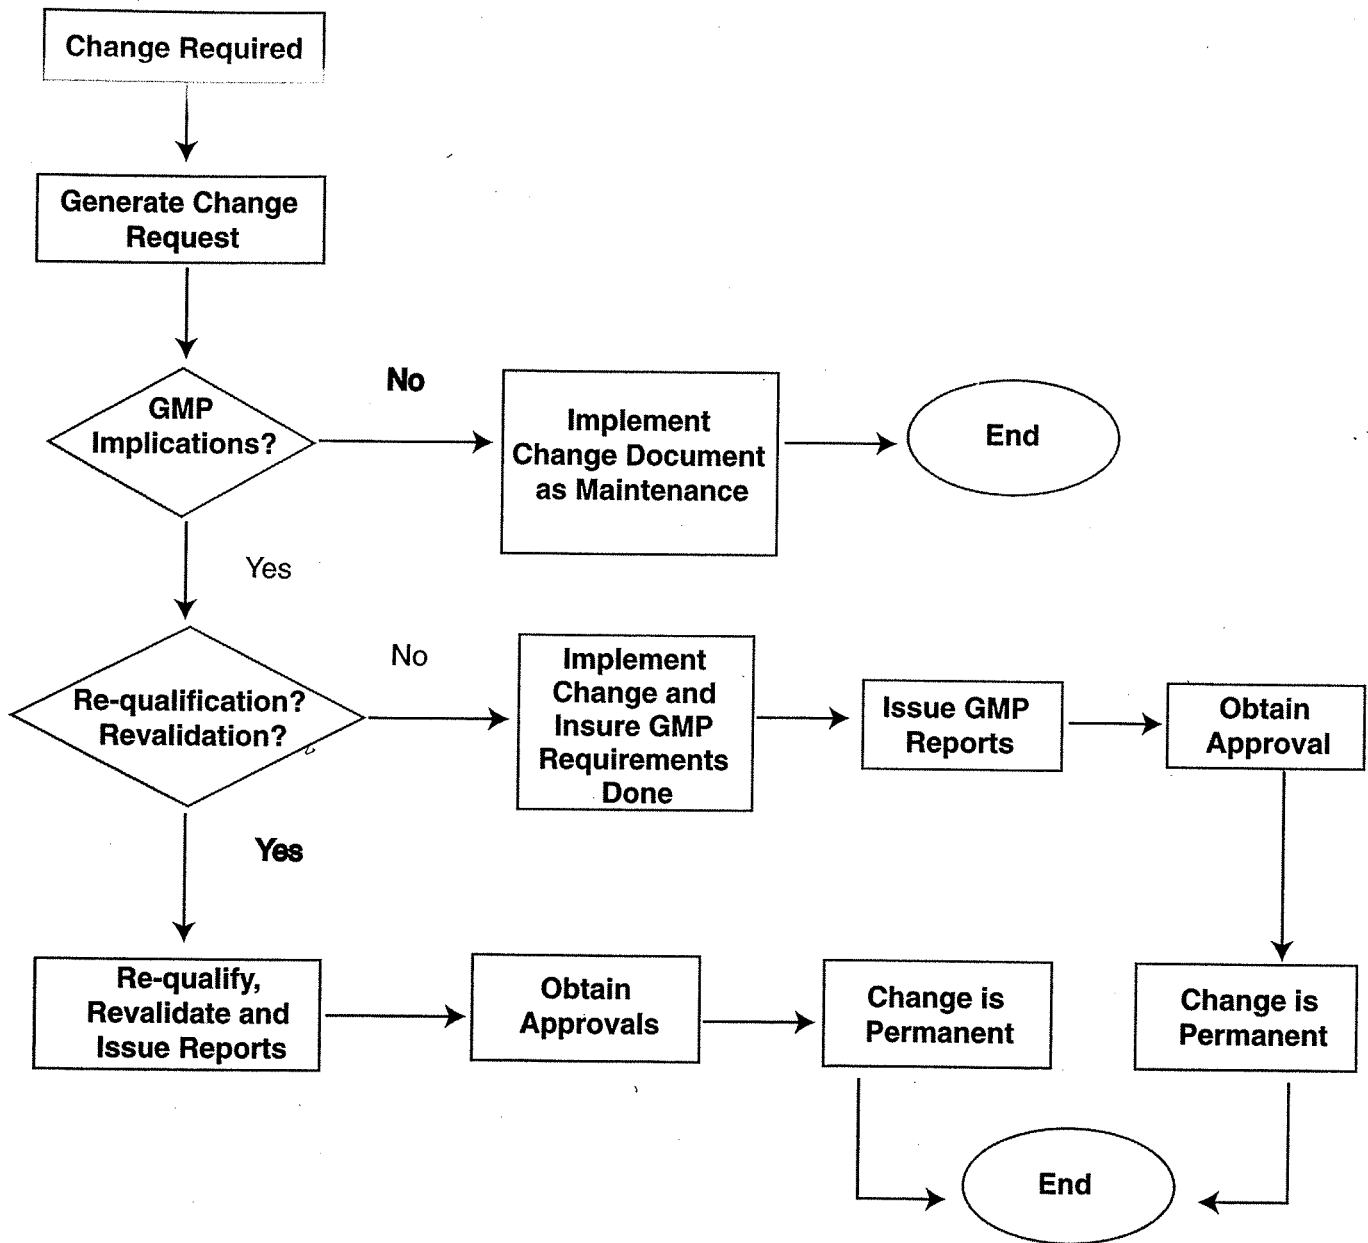 Change Required
Generate Change
Request
GMP
Implications?
No
Implement
Change Document
as Maintenance
End
Yes
Re-qualification?
Revalidation?
No
Implement
Change and
Insure GMP
Requirements
Done
Issue GMP
Reports
Obtain
Approval
Yes
Re-qualify,
Revalidate and
Issue Reports
Obtain
Approvals
Change is
Permanent
Change is
Permanent
End